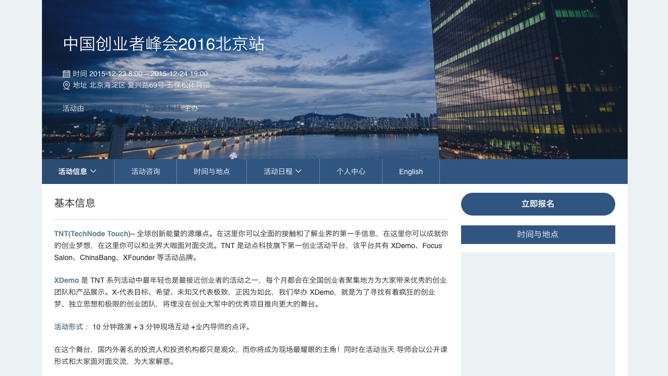 中国创业者峰会2016北京站
时间 2015-12-23 8:00 – 2015-12-24 19:00
地址 北京海淀区 复兴路69号 五棵松体育馆
活动由
主办
活动信息
活动咨询
时间与地点
活动日程
个人中心
English
基本信息
立即报名
时间与地点
TNT(TechNode Touch)– 全球创新能量的源爆点。在这里你可以全面的接触和了解业界的第一手信息，在这里你可以成就你
的创业梦想，在这里你可以和业界大咖面对面交流。TNT 是动点科技旗下第一创业活动平台，该平台共有 XDemo、Focus
Salon、ChinaBang、XFounder 等活动品牌。
XDemo 是 TNT 系列活动中最年轻也是最接近创业者的活动之一，每个月都会在全国创业者聚集地方为大家带来优秀的创业
团队和产品展示。X-代表目标、希望、未知又代表极致，正因为如此，我们举办 XDemo，就是为了寻找有着疯狂的创业
梦、独立思想和极限的创业团队，将埋没在创业大军中的优秀项目推向更大的舞台。
活动形式 ：10 分钟路演 + 3 分钟现场互动 +业内导师的点评。
在这个舞台，国内外著名的投资人和投资机构都只是观众，而你将成为现场最耀眼的主角！同时在活动当天 导师会以公开课
形式和大家面对面交流，为大家解惑。